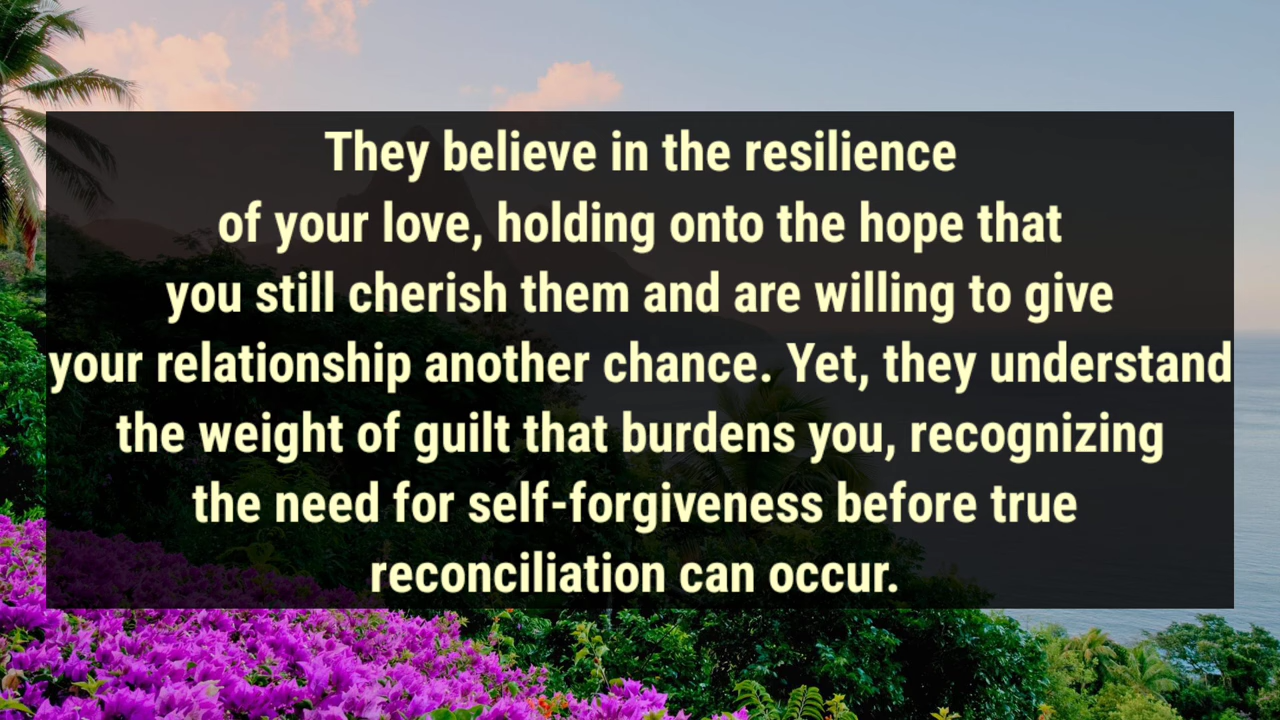 They believe in the resilience
of your love, holding onto the hope that
you still cherish them and are willing to give
your relationship another chance. Yet, they understand
the weight of guilt that burdens you, recognizing
the need for self-forgiveness before true
reconciliation can occur.